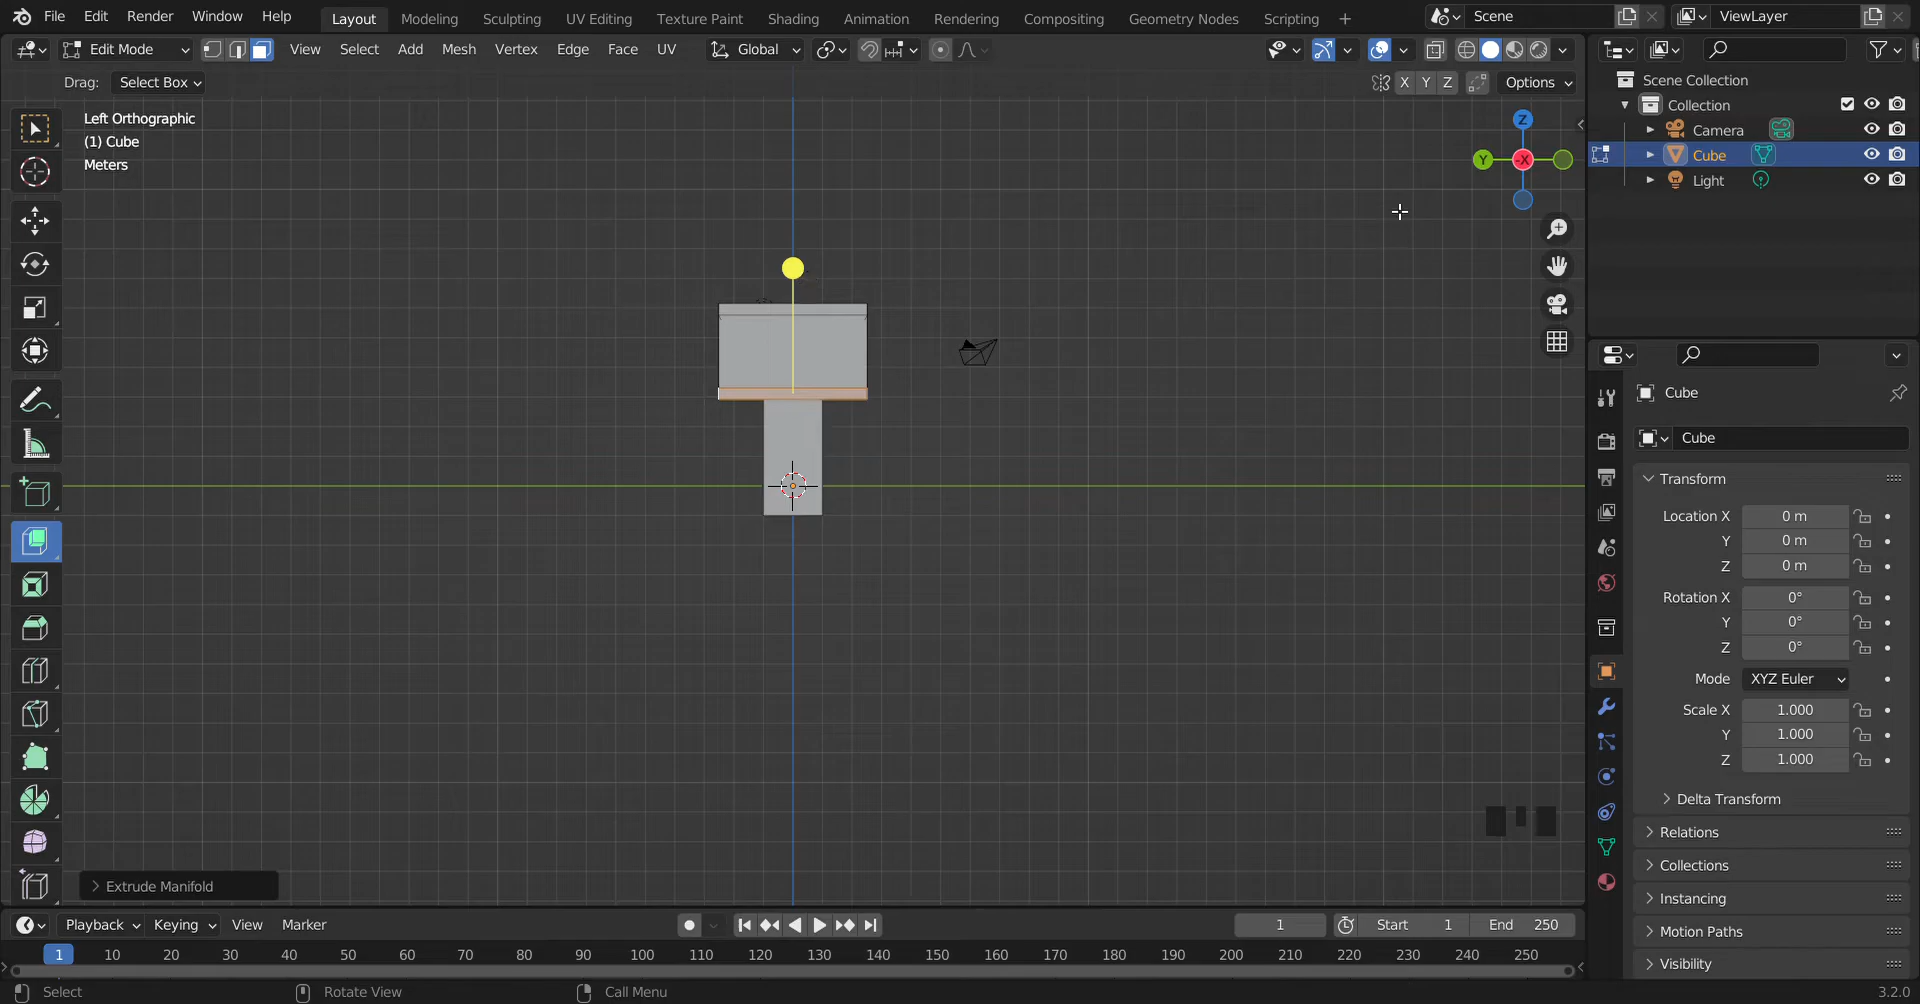 File Edit Render Window Help Layout Modeling Sculpting UV Editing Texture Paint Shading Animation Rendering Compositing Geometry Nodes Scripting + Scene ViewLayer
Edit Mode View Select Add Mesh Vertex Edge Face UV Global
Drag: Select Box X Y Z Options
Left Orthographic
(1) Cube
Meters
Z
Y -X
Scene Collection
Collection
Camera
Cube
Light
Cube
Cube
Transform
Location X 0 m
Y 0 m
Z 0 m
Rotation X 0°
Y 0°
Z 0°
Mode XYZ Euler
Scale X 1.000
Y 1.000
Z 1.000
Delta Transform
Relations
Collections
Instancing
Motion Paths
Visibility
Extrude Manifold
Playback Keying View Marker 1 Start 1 End 250
1 10 20 30 40 50 60 70 80 90 100 110 120 130 140 150 160 170 180 190 200 210 220 230 240 250
Select Rotate View Call Menu 3.2.0